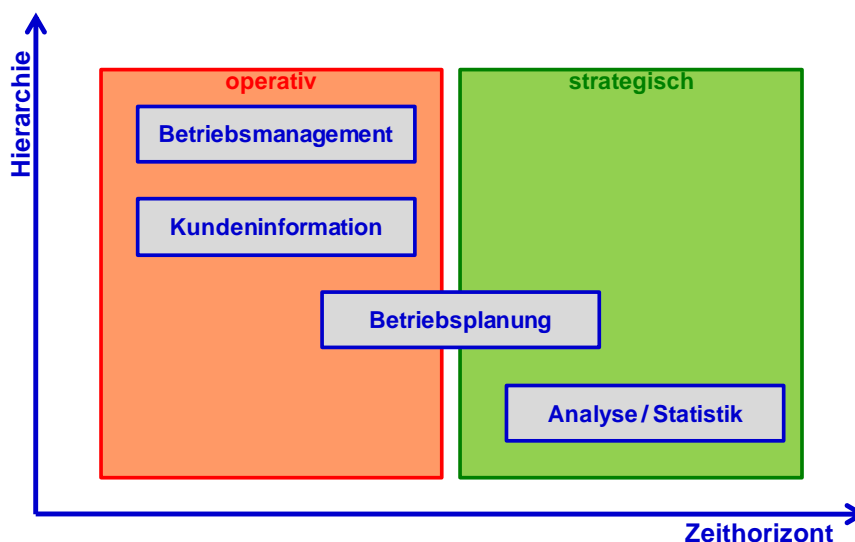 Hierarchie
operativ
strategisch
Betriebsmanagement
Kundeninformation
Betriebsplanung
Analyse / Statistik
Zeithorizont